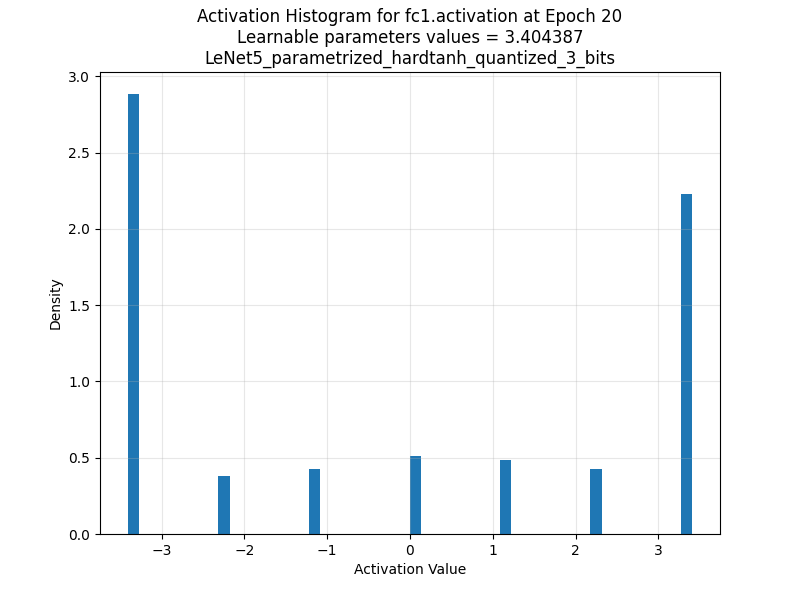 Activation Histogram for fc1.activation at Epoch 20
Learnable parameters values = 3.404387
LeNet5_parametrized_hardtanh_quantized_3_bits
3.0
2.5
2.0
1.5
1.0
0.5
0.0
Density
−3 −2 −1 0 1 2 3
Activation Value